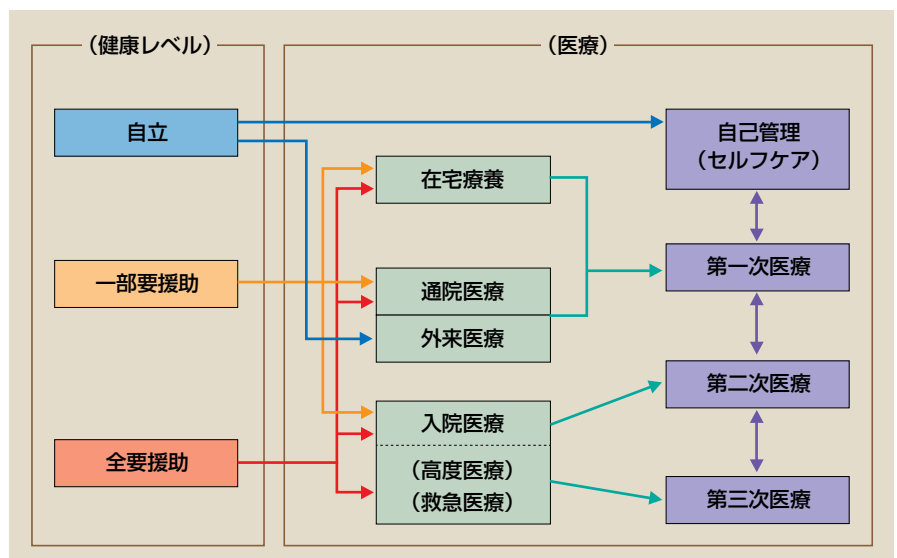 （健康レベル）
自立
一部要援助
全要援助
（医療）
在宅療養
通院医療
外来医療
入院医療
（高度医療）
（救急医療）
自己管理
（セルフケア）
第一次医療
第二次医療
第三次医療